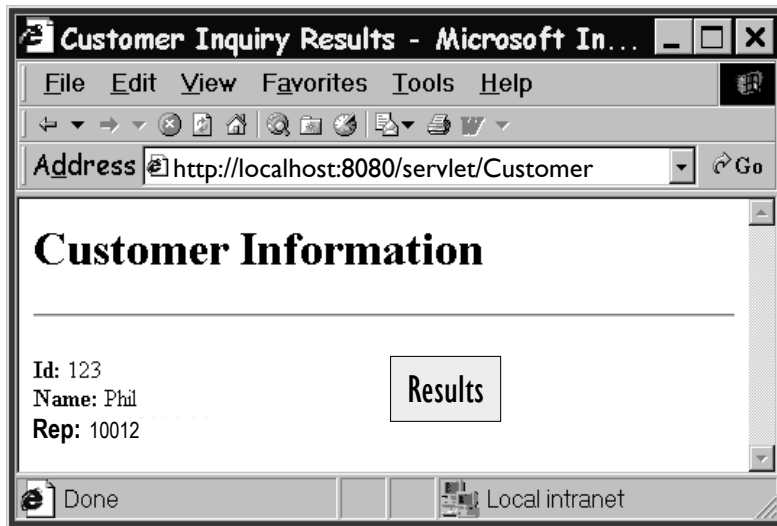 Customer Inquiry Results - Microsoft In...
File Edit View Favorites Tools Help
Address http://localhost:8080/servlet/Customer Go
Customer Information
Id: 123
Name: Phil
Results
Rep: 10012
Done Local intranet